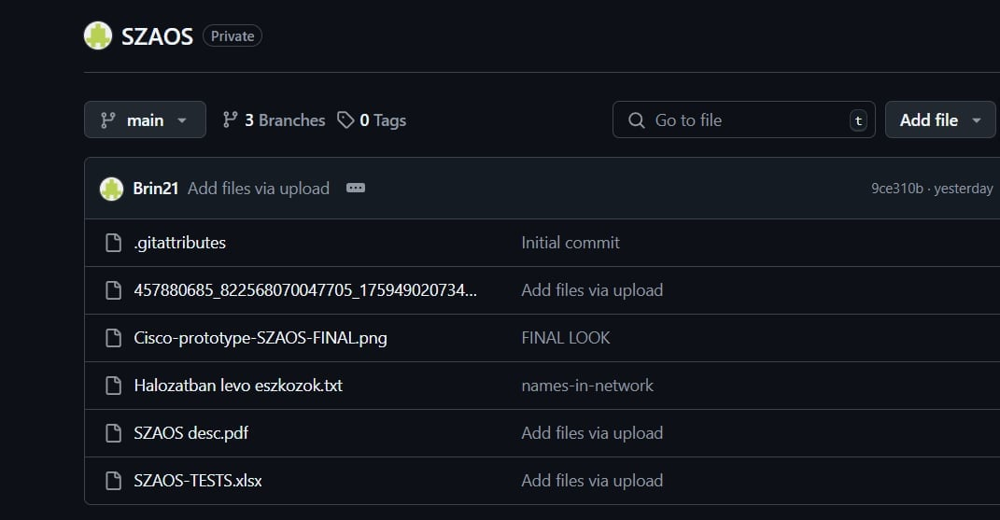 SZAOS Private
main 3 Branches 0 Tags Go to file t Add file
Brin21 Add files via upload 9ce310b · yesterday
.gitattributes Initial commit
457880685_822568070047705_175949020734... Add files via upload
Cisco-prototype-SZAOS-FINAL.png FINAL LOOK
Halozatban levo eszkozok.txt names-in-network
SZAOS desc.pdf Add files via upload
SZAOS-TESTS.xlsx Add files via upload